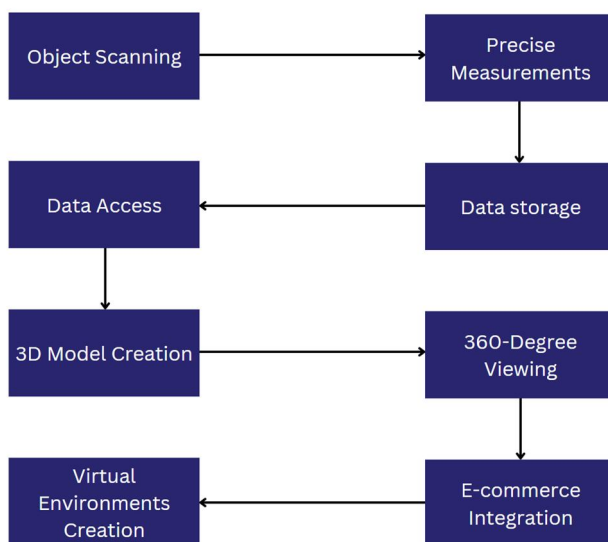 Object Scanning
Precise
Measurements
Data Access
Data storage
3D Model Creation
360-Degree
Viewing
Virtual
Environments
Creation
E-commerce
Integration